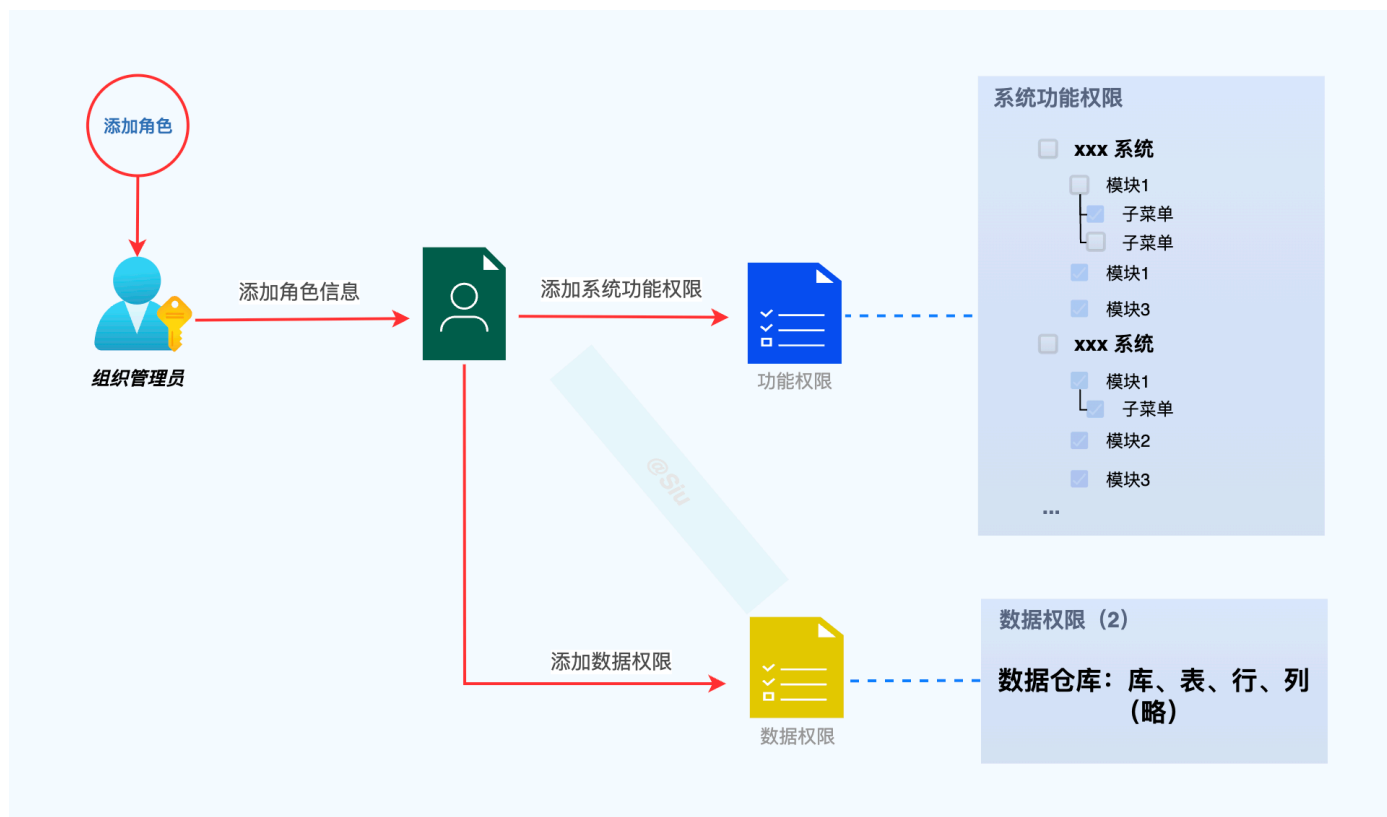 添加角色
组织管理员
添加角色信息
添加系统功能权限
功能权限
系统功能权限
xxx 系统
模块1
子菜单
子菜单
模块1
模块3
xxx 系统
模块1
子菜单
模块2
模块3
...
@Siu
添加数据权限
数据权限
数据权限（2）
数据仓库：库、表、行、列
（略）